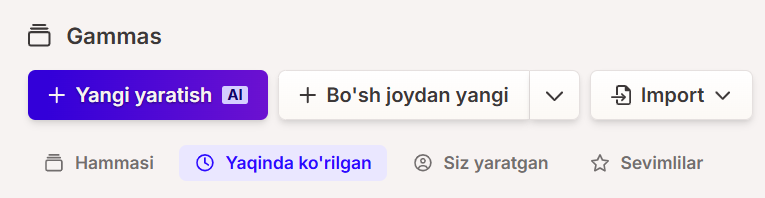 Gammas
Yangi yaratish AI Bo'sh joydan yangi Import
Hammasi Yaqinda ko'rilgan Siz yaratgan Sevimlilar